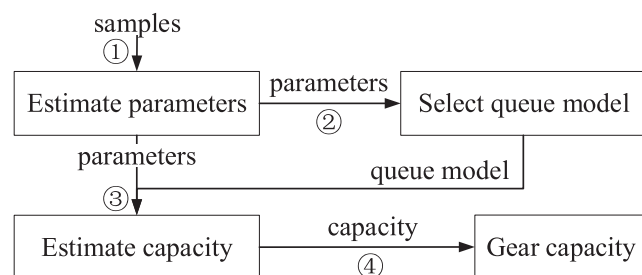 samples
①
Estimate parameters
parameters
②
Select queue model
parameters
queue model
③
Estimate capacity
capacity
④
Gear capacity